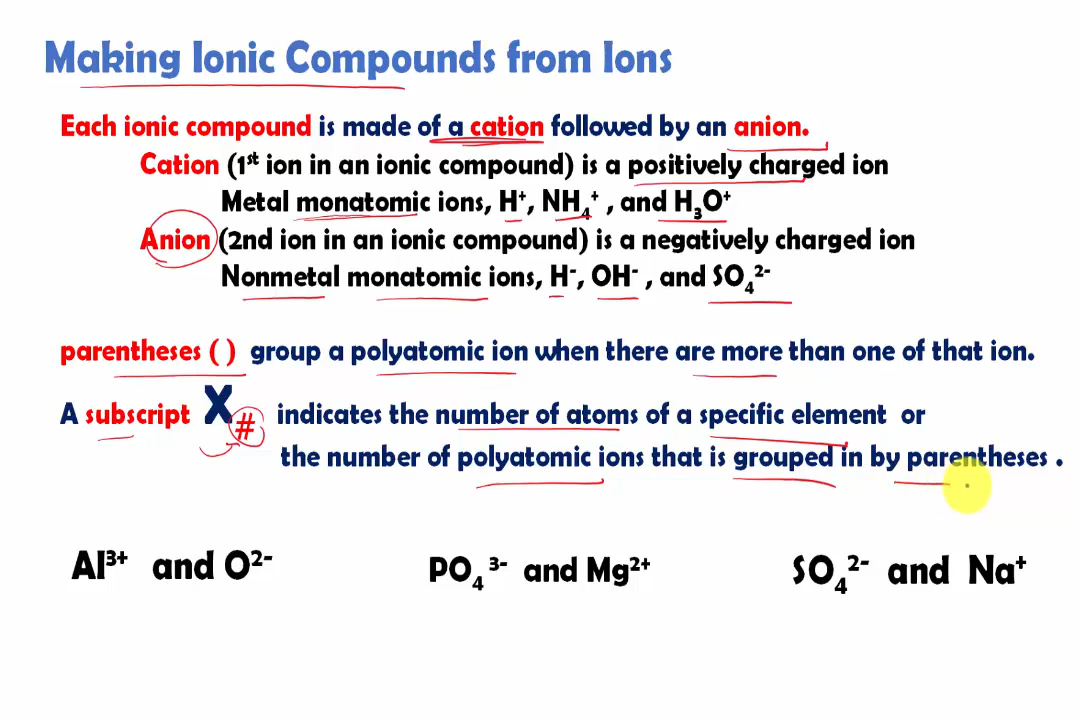 Making Ionic Compounds from Ions
Each ionic compound is made of a cation followed by an anion.
Cation (1st ion in an ionic compound) is a positively charged ion
Metal monatomic ions, H⁺, NH₄⁺ , and H₃O⁺
Anion (2nd ion in an ionic compound) is a negatively charged ion
Nonmetal monatomic ions, H⁻, OH⁻ , and SO₄²⁻
parentheses ( ) group a polyatomic ion when there are more than one of that ion.
A subscript X# indicates the number of atoms of a specific element or
the number of polyatomic ions that is grouped in by parentheses .
Al³⁺ and O²⁻ PO₄³⁻ and Mg²⁺ SO₄²⁻ and Na⁺